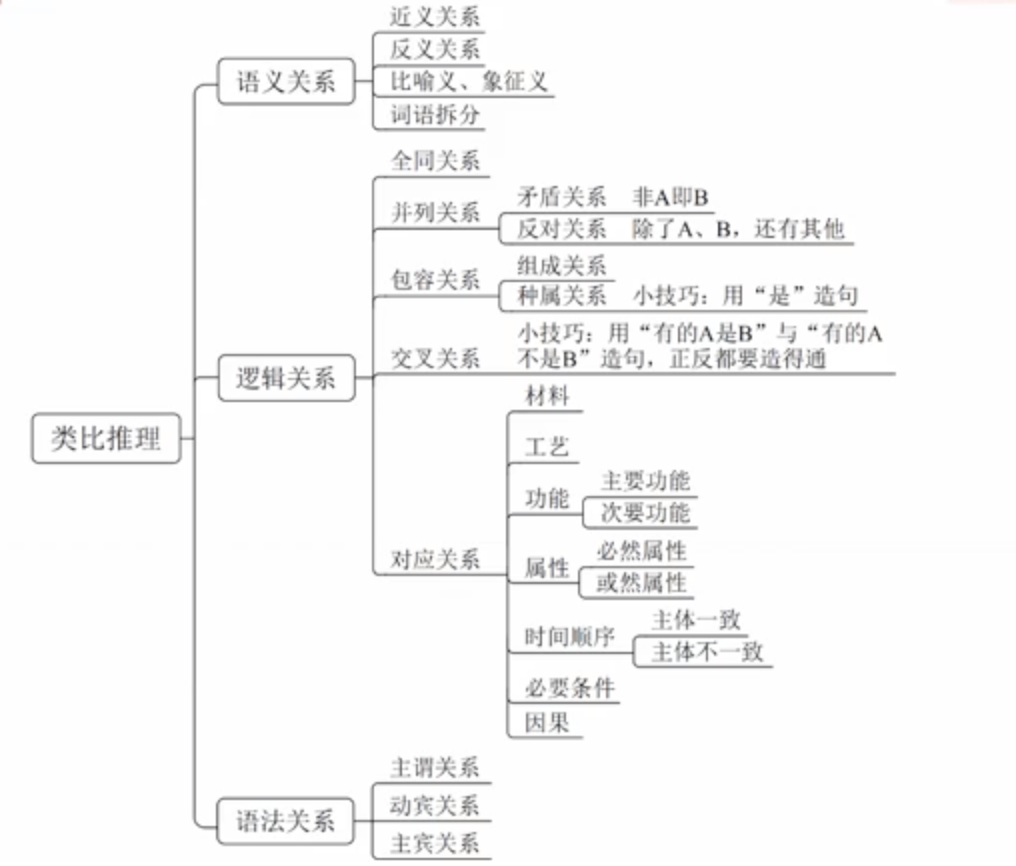 类比推理
语义关系
近义关系
反义关系
比喻义、象征义
词语拆分
逻辑关系
全同关系
并列关系
矛盾关系 非A即B
反对关系 除了A、B，还有其他
包容关系
组成关系
种属关系 小技巧：用“是”造句
交叉关系
小技巧：用“有的A是B”与“有的A
不是B”造句，正反都要造得通
对应关系
材料
工艺
功能
主要功能
次要功能
属性
必然属性
或然属性
时间顺序
主体一致
主体不一致
必要条件
因果
语法关系
主谓关系
动宾关系
主宾关系